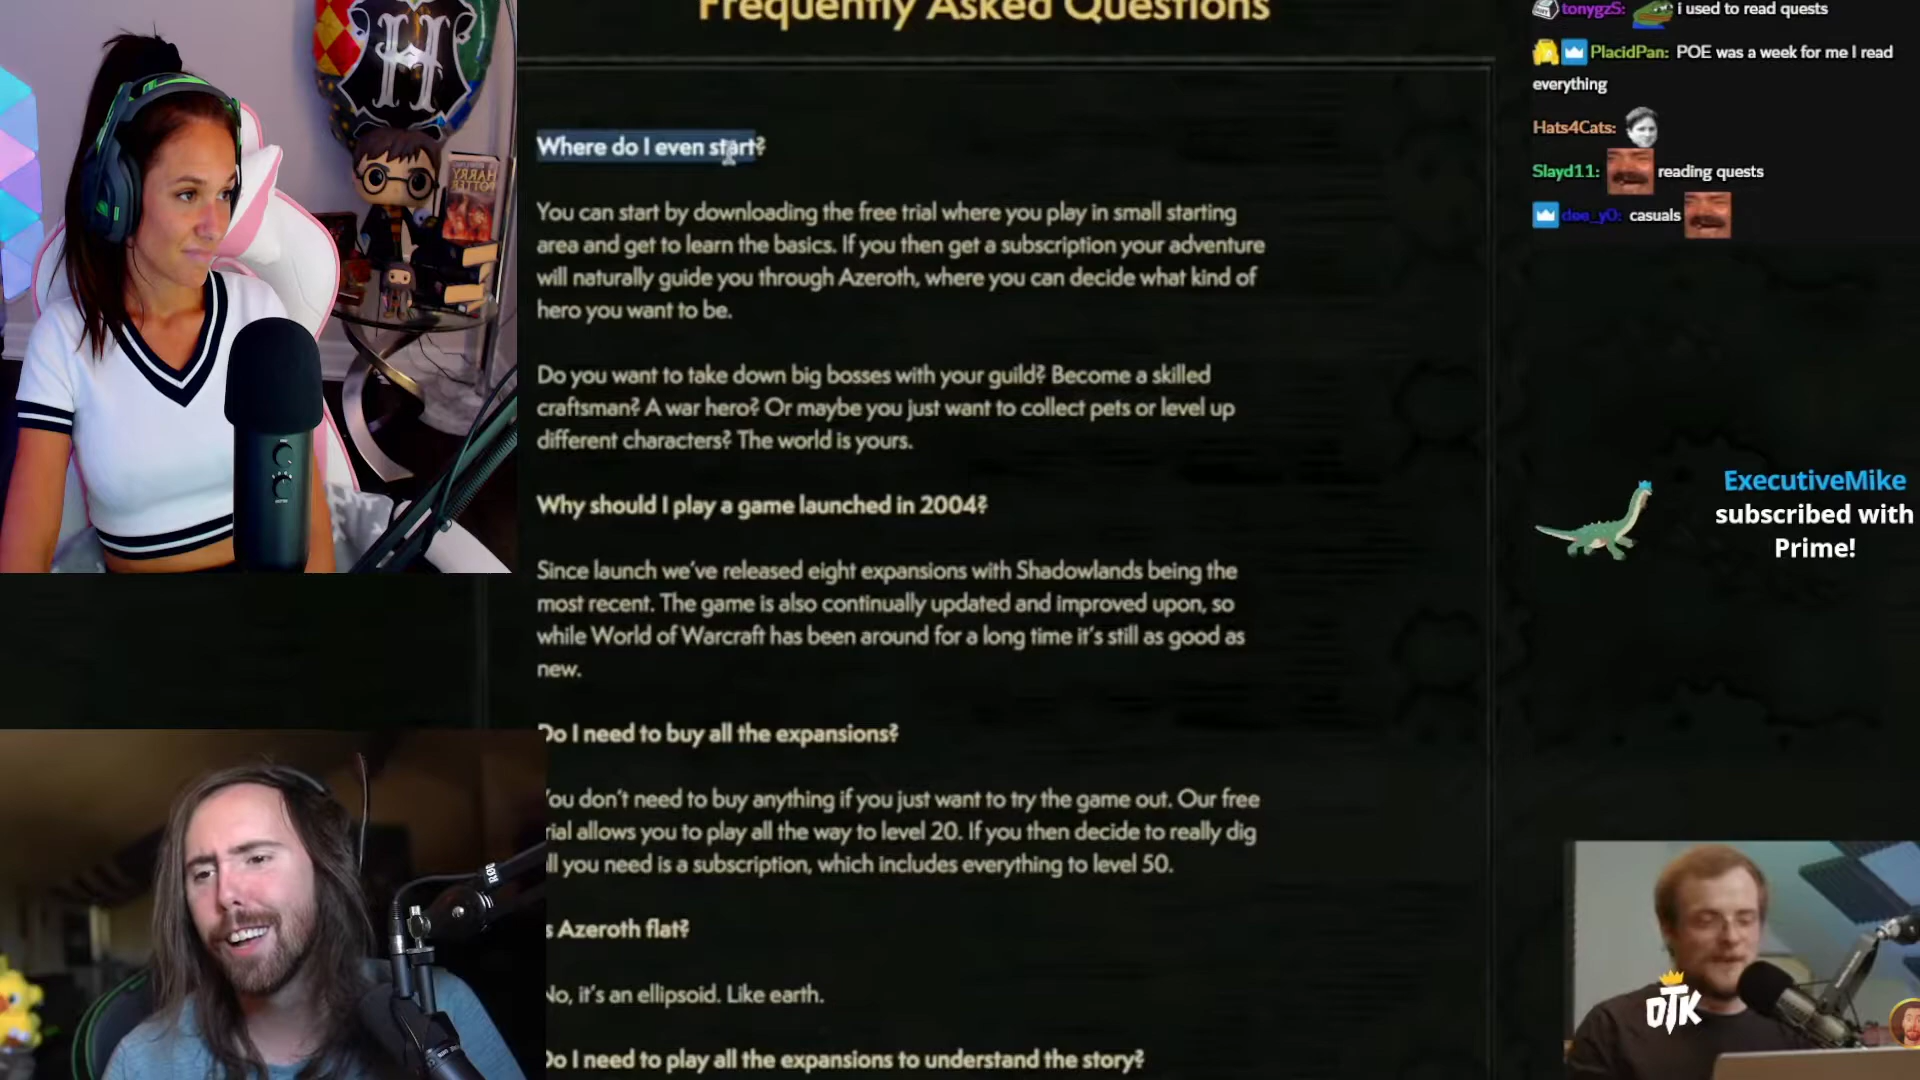 Frequently Asked Questions
Where do I even start?
You can start by downloading the free trial where you play in small starting
area and get to learn the basics. If you then get a subscription your adventure
will naturally guide you through Azeroth, where you can decide what kind of
hero you want to be.
Do you want to take down big bosses with your guild? Become a skilled
craftsman? A war hero? Or maybe you just want to collect pets or level up
different characters? The world is yours.
Why should I play a game launched in 2004?
Since launch we've released eight expansions with Shadowlands being the
most recent. The game is also continually updated and improved upon, so
while World of Warcraft has been around for a long time it's still as good as
new.
Do I need to buy all the expansions?
You don't need to buy anything if you just want to try the game out. Our free
trial allows you to play all the way to level 20. If you then decide to really dig
all you need is a subscription, which includes everything to level 50.
s Azeroth flat?
No, it's an ellipsoid. Like earth.
Do I need to play all the expansions to understand the story?
tonygzS: i used to read quests
PlacidPan: POE was a week for me I read
everything
Hats4Cats:
Slayd11: reading quests
dee_y0: casuals
ExecutiveMike
subscribed with
Prime!
HARRY
POTTER
H
RØDE
OTK